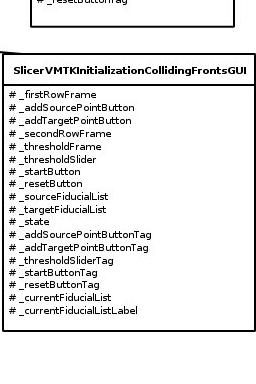 # _resetButtonTag
SlicerVMTKInitializationCollidingFrontsGUI
# _firstRowFrame
# _addSourcePointButton
# _addTargetPointButton
# _secondRowFrame
# _thresholdFrame
# _thresholdSlider
# _startButton
# _resetButton
# _sourceFiducialList
# _targetFiducialList
# _state
# _addSourcePointButtonTag
# _addTargetPointButtonTag
# _thresholdSliderTag
# _startButtonTag
# _resetButtonTag
# _currentFiducialList
# _currentFiducialListLabel